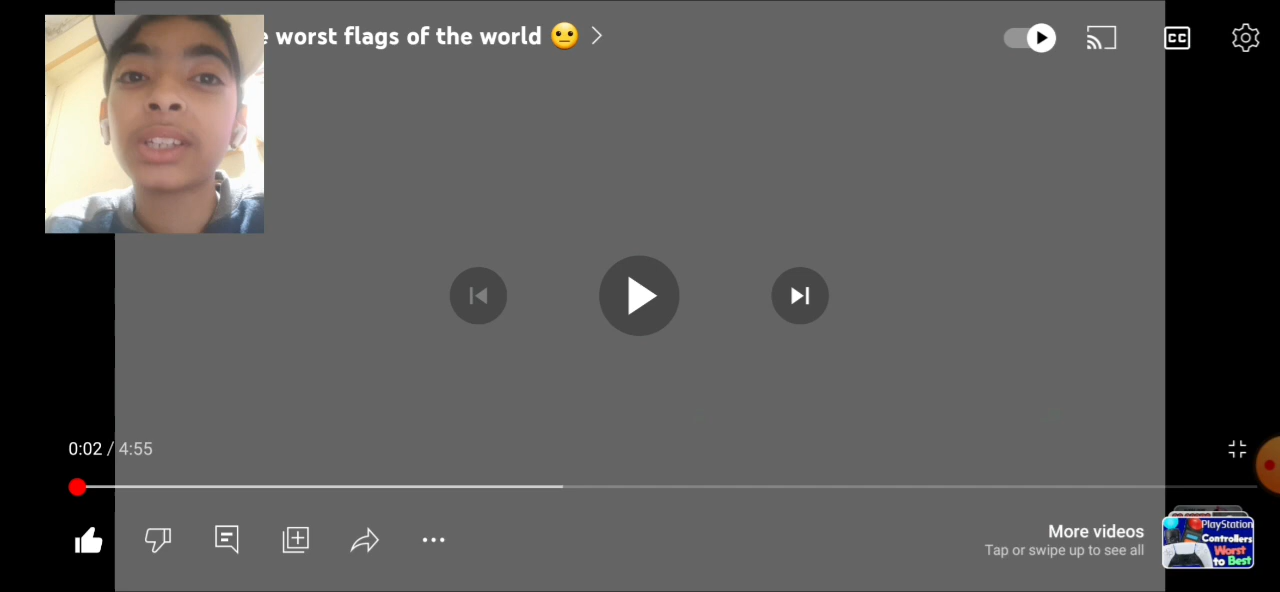 e worst flags of the world 😐
CC
0:02 / 4:55
More videos
Tap or swipe up to see all
PlayStation
Controllers
Worst
to Best